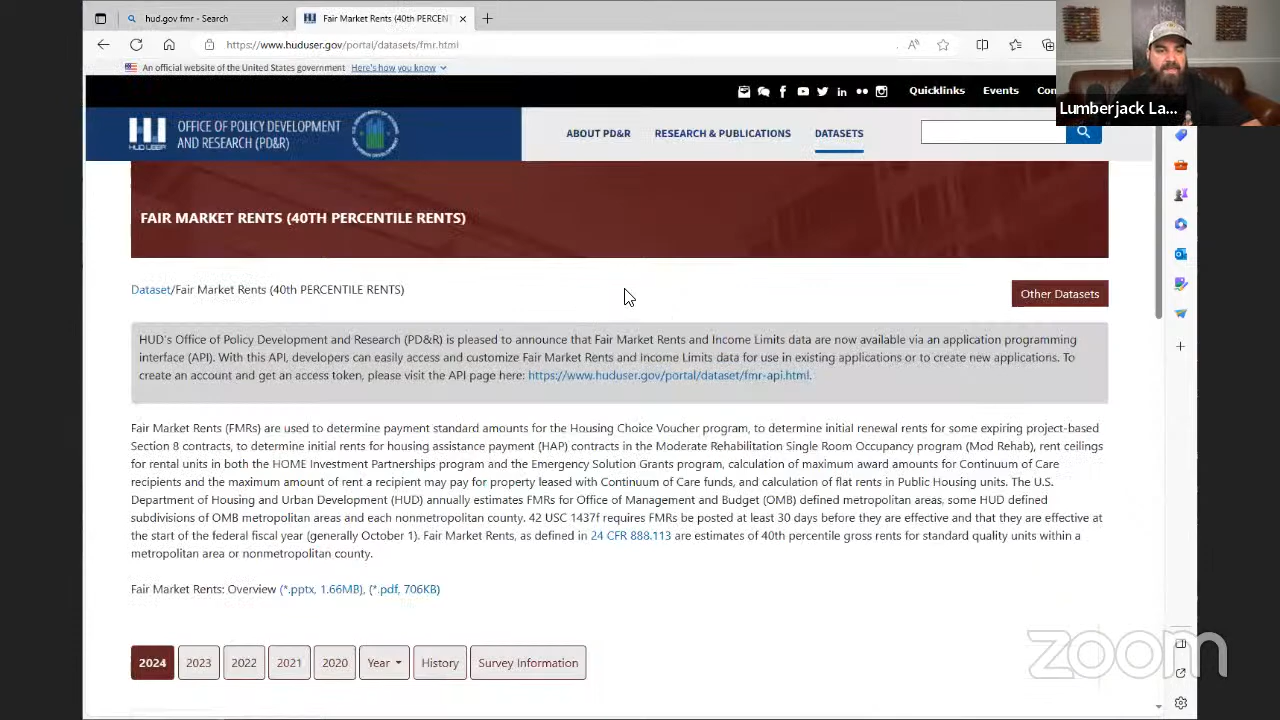 hud.gov fmr - Search
Fair Market Rents (40th PERCEN
https://www.huduser.gov/portal/datasets/fmr.html
An official website of the United States government Here's how you know
Quicklinks Events Con
Lumberjack La...
HUD USER
OFFICE OF POLICY DEVELOPMENT
AND RESEARCH (PD&R)
ABOUT PD&R RESEARCH & PUBLICATIONS DATASETS
FAIR MARKET RENTS (40TH PERCENTILE RENTS)
Dataset/Fair Market Rents (40th PERCENTILE RENTS)
Other Datasets
HUD's Office of Policy Development and Research (PD&R) is pleased to announce that Fair Market Rents and Income Limits data are now available via an application programming
interface (API). With this API, developers can easily access and customize Fair Market Rents and Income Limits data for use in existing applications or to create new applications. To
create an account and get an access token, please visit the API page here: https://www.huduser.gov/portal/dataset/fmr-api.html.
Fair Market Rents (FMRs) are used to determine payment standard amounts for the Housing Choice Voucher program, to determine initial renewal rents for some expiring project-based
Section 8 contracts, to determine initial rents for housing assistance payment (HAP) contracts in the Moderate Rehabilitation Single Room Occupancy program (Mod Rehab), rent ceilings
for rental units in both the HOME Investment Partnerships program and the Emergency Solution Grants program, calculation of maximum award amounts for Continuum of Care
recipients and the maximum amount of rent a recipient may pay for property leased with Continuum of Care funds, and calculation of flat rents in Public Housing units. The U.S.
Department of Housing and Urban Development (HUD) annually estimates FMRs for Office of Management and Budget (OMB) defined metropolitan areas, some HUD defined
subdivisions of OMB metropolitan areas and each nonmetropolitan county. 42 USC 1437f requires FMRs be posted at least 30 days before they are effective and that they are effective at
the start of the federal fiscal year (generally October 1). Fair Market Rents, as defined in 24 CFR 888.113 are estimates of 40th percentile gross rents for standard quality units within a
metropolitan area or nonmetropolitan county.
Fair Market Rents: Overview (*.pptx, 1.66MB), (*.pdf, 706KB)
zoom
2024 2023 2022 2021 2020 Year History Survey Information